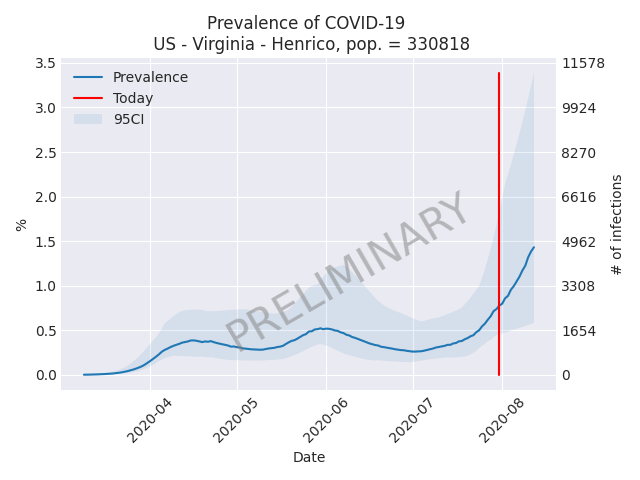 Prevalence of COVID-19
US - Virginia - Henrico, pop. = 330818
Prevalence
Today
95CI
PRELIMINARY
%
3.5
3.0
2.5
2.0
1.5
1.0
0.5
0.0
11578
9924
8270
6616
4962
3308
1654
0
# of infections
2020-04
2020-05
2020-06
2020-07
2020-08
Date